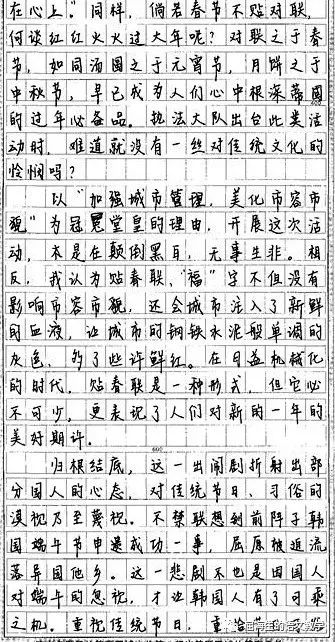 在心上。"同样，倘若春节不贴对联，
何谈红红火火过大年呢？对联之于春
节，如同汤圆之于元宵节，月饼之于
中秋节，早已成为人们心中根深蒂固
的过年必备品。执法大队出台此类活
动时，难道就没有一丝对传统文化的
怜悯吗？
以"加强城市管理，美化市容市
貌"为冠冕堂皇的理由，开展这次活
动，本是在颠倒黑白，无事生非。相
反，我认为贴春联、"福"字不但没有
影响市容市貌，还会城市注入了新鲜
的血液，让城市的钢铁水泥般单调的
灰色，多了些许鲜红。在日益机械化
的时代，贴春联是一种形式，但它必
不可少，更表现了人们对新的一年的
美好期许。
600
归根结底，这一出闹剧折射出部
分国人的心态，对传统节日、习俗的
漠视乃至蔑视。不禁联想到前阵子韩
国端午节申遗成功一事，屈原被迫流
落异国他乡。这一悲剧不也是由国人
对端午的忽视，才让韩国人有了可乘
之机。重视传统节日，重